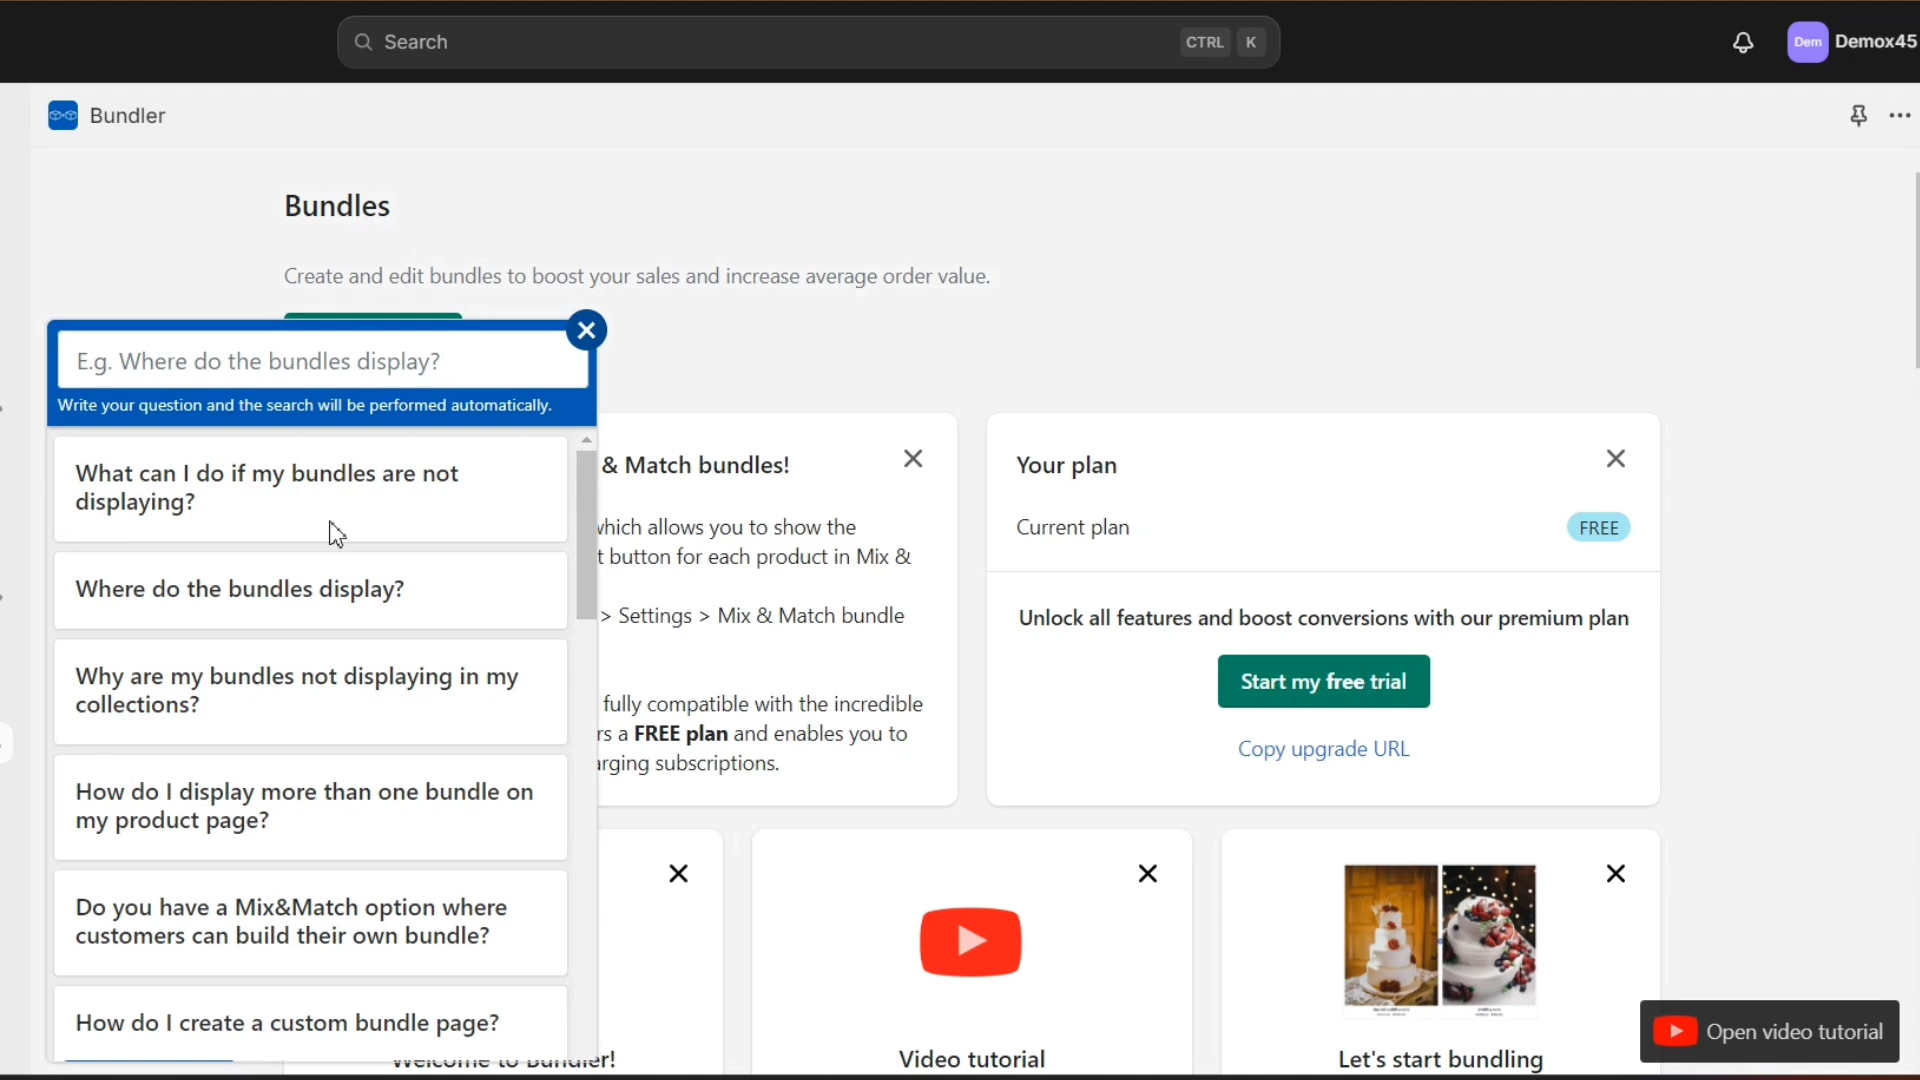 Search
CTRL K
Dem Demox45
Bundler
Bundles
Create and edit bundles to boost your sales and increase average order value.
E.g. Where do the bundles display?
Write your question and the search will be performed automatically.
What can I do if my bundles are not
displaying?
Where do the bundles display?
Why are my bundles not displaying in my
collections?
How do I display more than one bundle on
my product page?
Do you have a Mix&Match option where
customers can build their own bundle?
How do I create a custom bundle page?
& Match bundles!
which allows you to show the
t button for each product in Mix &
> Settings > Mix & Match bundle
fully compatible with the incredible
rs a FREE plan and enables you to
arging subscriptions.
Your plan
Current plan
FREE
Unlock all features and boost conversions with our premium plan
Start my free trial
Copy upgrade URL
Welcome to Bundler!
Video tutorial
Let's start bundling
Open video tutorial